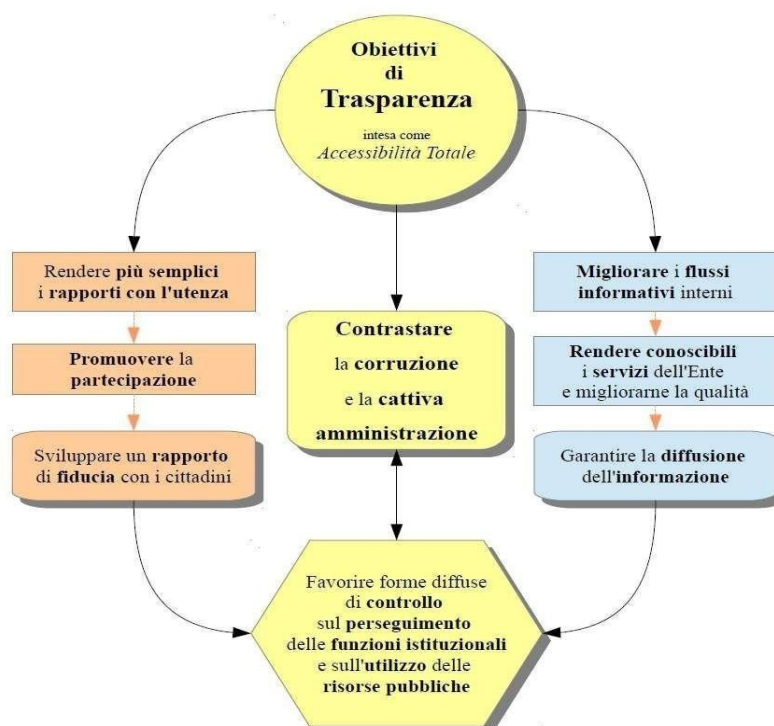 Obiettivi
di
Trasparenza
intesa come
Accessibilità Totale
Rendere più semplici
i rapporti con l'utenza
Promuovere la
partecipazione
Sviluppare un rapporto
di fiducia con i cittadini
Contrastare
la corruzione
e la cattiva
amministrazione
Migliorare i flussi
informativi interni
Rendere conoscibili
i servizi dell'Ente
e migliorarne la qualità
Garantire la diffusione
dell'informazione
Favorire forme diffuse
di controllo
sul perseguimento
delle funzioni istituzionali
e sull'utilizzo delle
risorse pubbliche